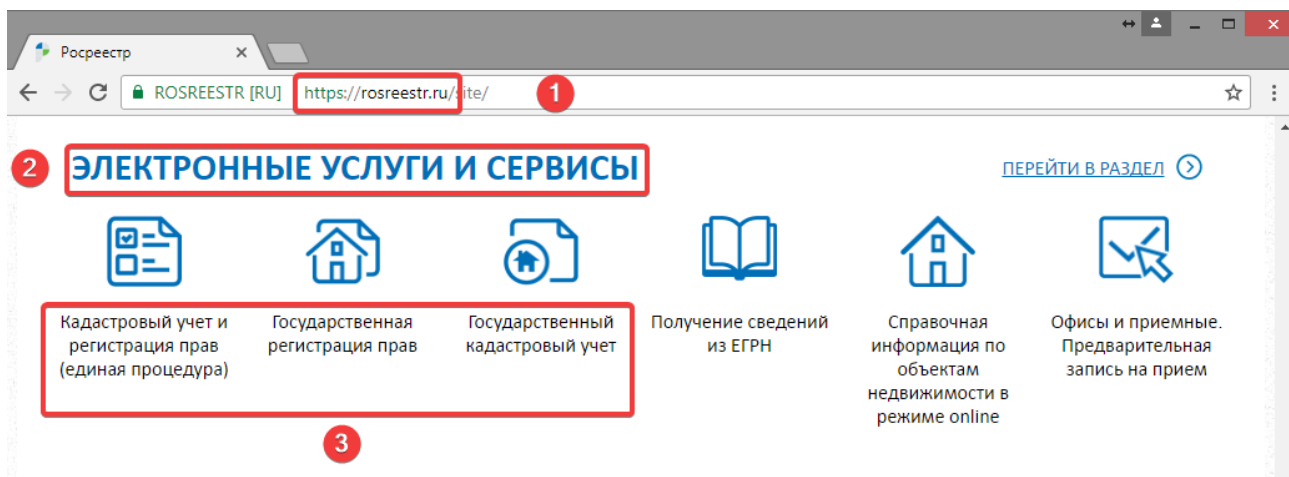 Росреестр
ROSREESTR [RU] https://rosreestr.ru/site/
1
2
ЭЛЕКТРОННЫЕ УСЛУГИ И СЕРВИСЫ
ПЕРЕЙТИ В РАЗДЕЛ
Кадастровый учет и
регистрация прав
(единая процедура)
Государственная
регистрация прав
Государственный
кадастровый учет
Получение сведений
из ЕГРН
Справочная
информация по
объектам
недвижимости в
режиме online
Офисы и приемные.
Предварительная
запись на прием
3